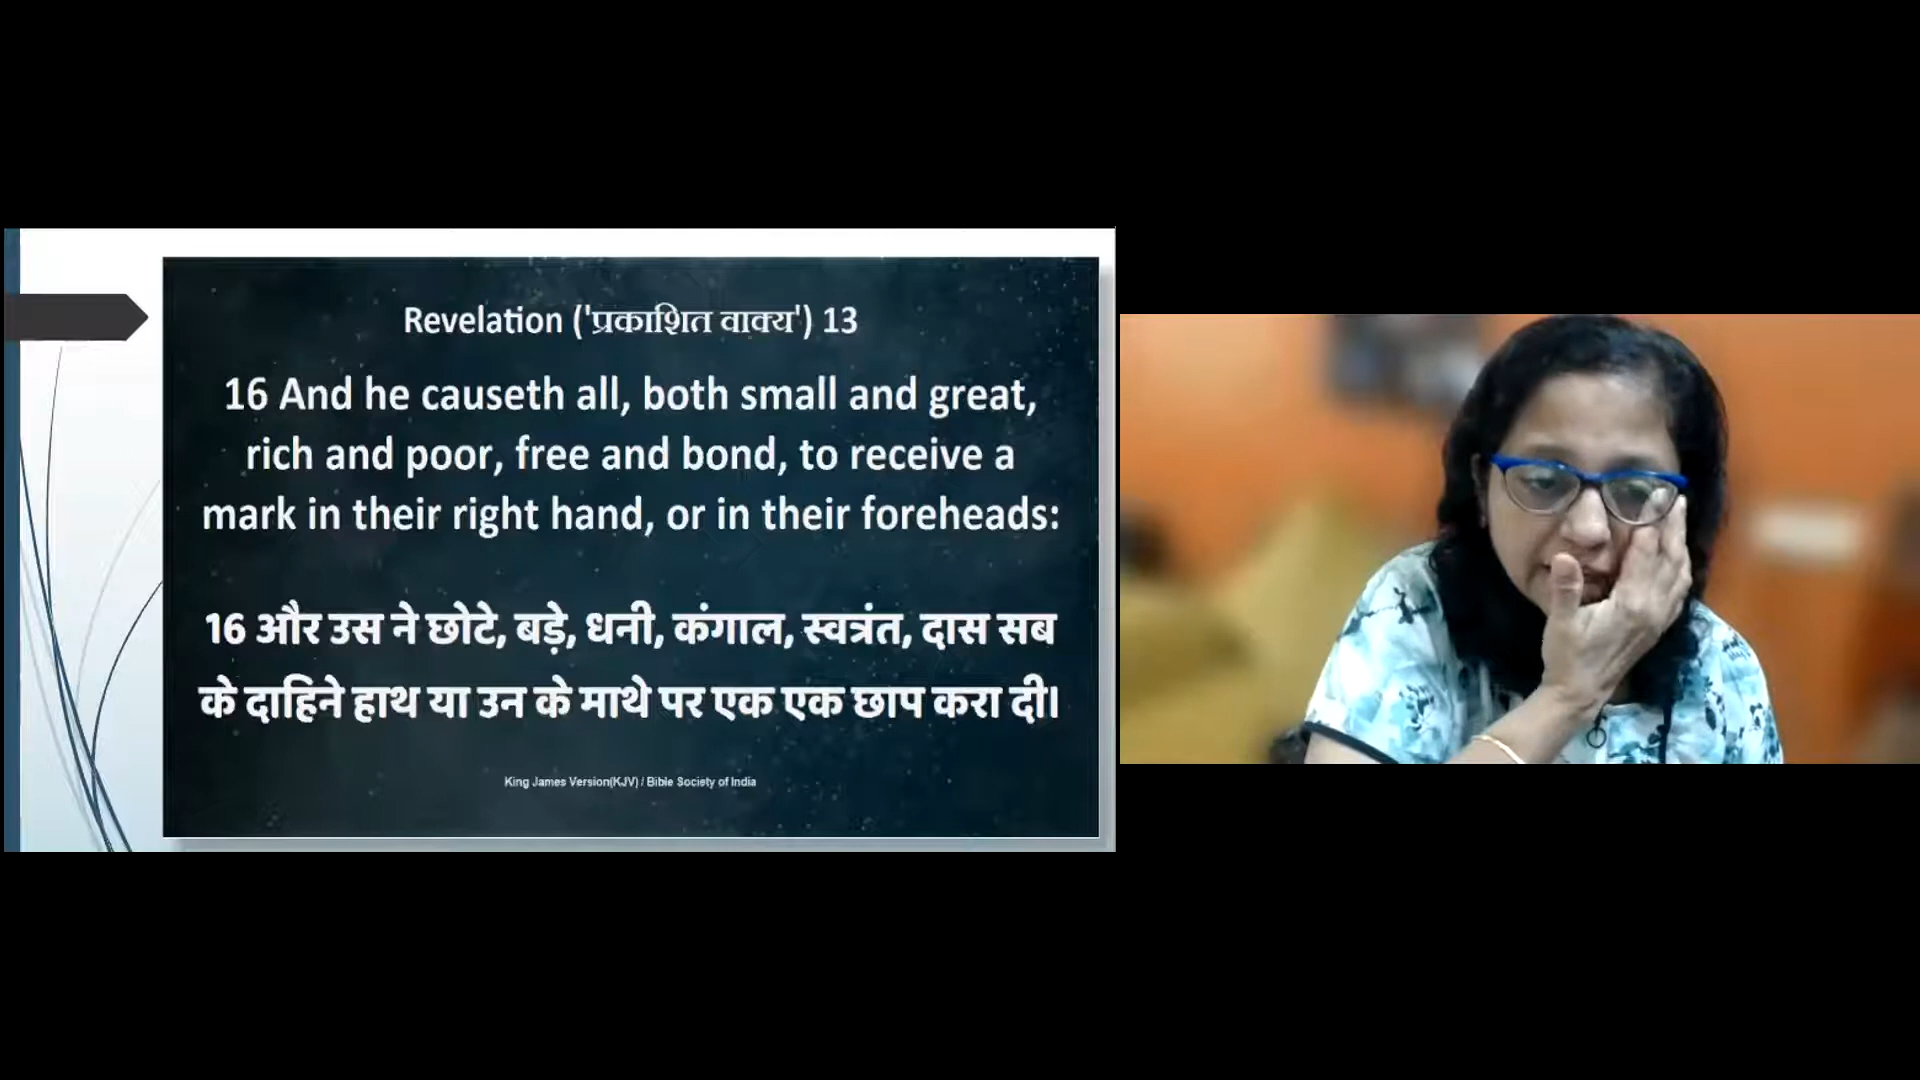 Revelation ('प्रकाशित वाक्य') 13
16 And he causeth all, both small and great,
rich and poor, free and bond, to receive a
mark in their right hand, or in their foreheads:
16 और उस ने छोटे, बड़े, धनी, कंगाल, स्वत्रंत, दास सब
के दाहिने हाथ या उन के माथे पर एक एक छाप करा दी।
King James Version(KJV) / Bible Society of India